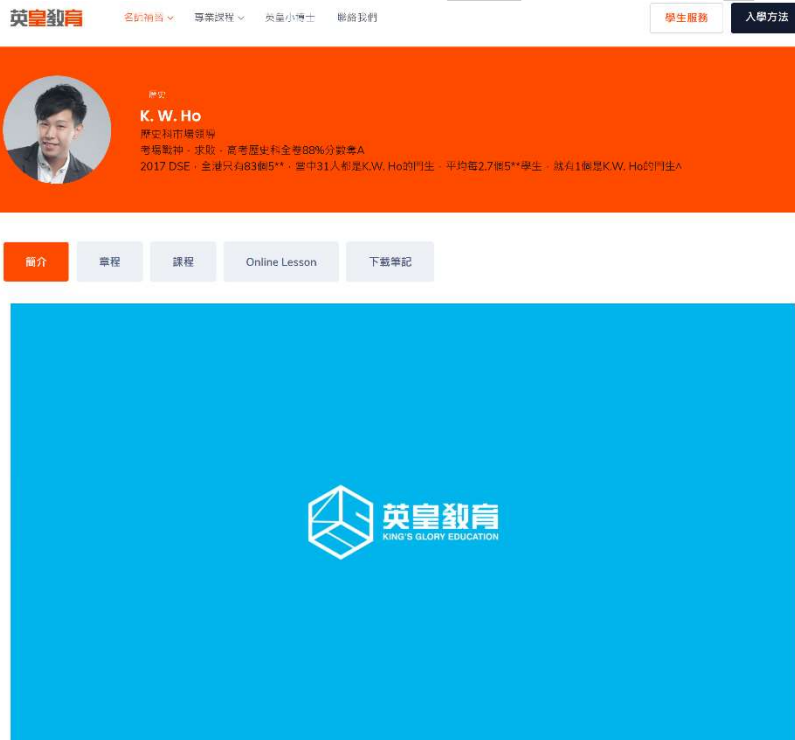 英皇教育
名師補習 專業課程 英皇小博士 聯絡我們 學生服務 入學方法
歷史
K. W. Ho
歷史科市場領導
考場戰神．求敗．高考歷史科全卷88%分數奪A
2017 DSE．全港只有83個5**．當中31人都是K.W. Ho的門生．平均每2.7個5**學生．就有1個是K.W. Ho的門生^
簡介 章程 課程 Online Lesson 下載筆記
英皇教育
KING'S GLORY EDUCATION